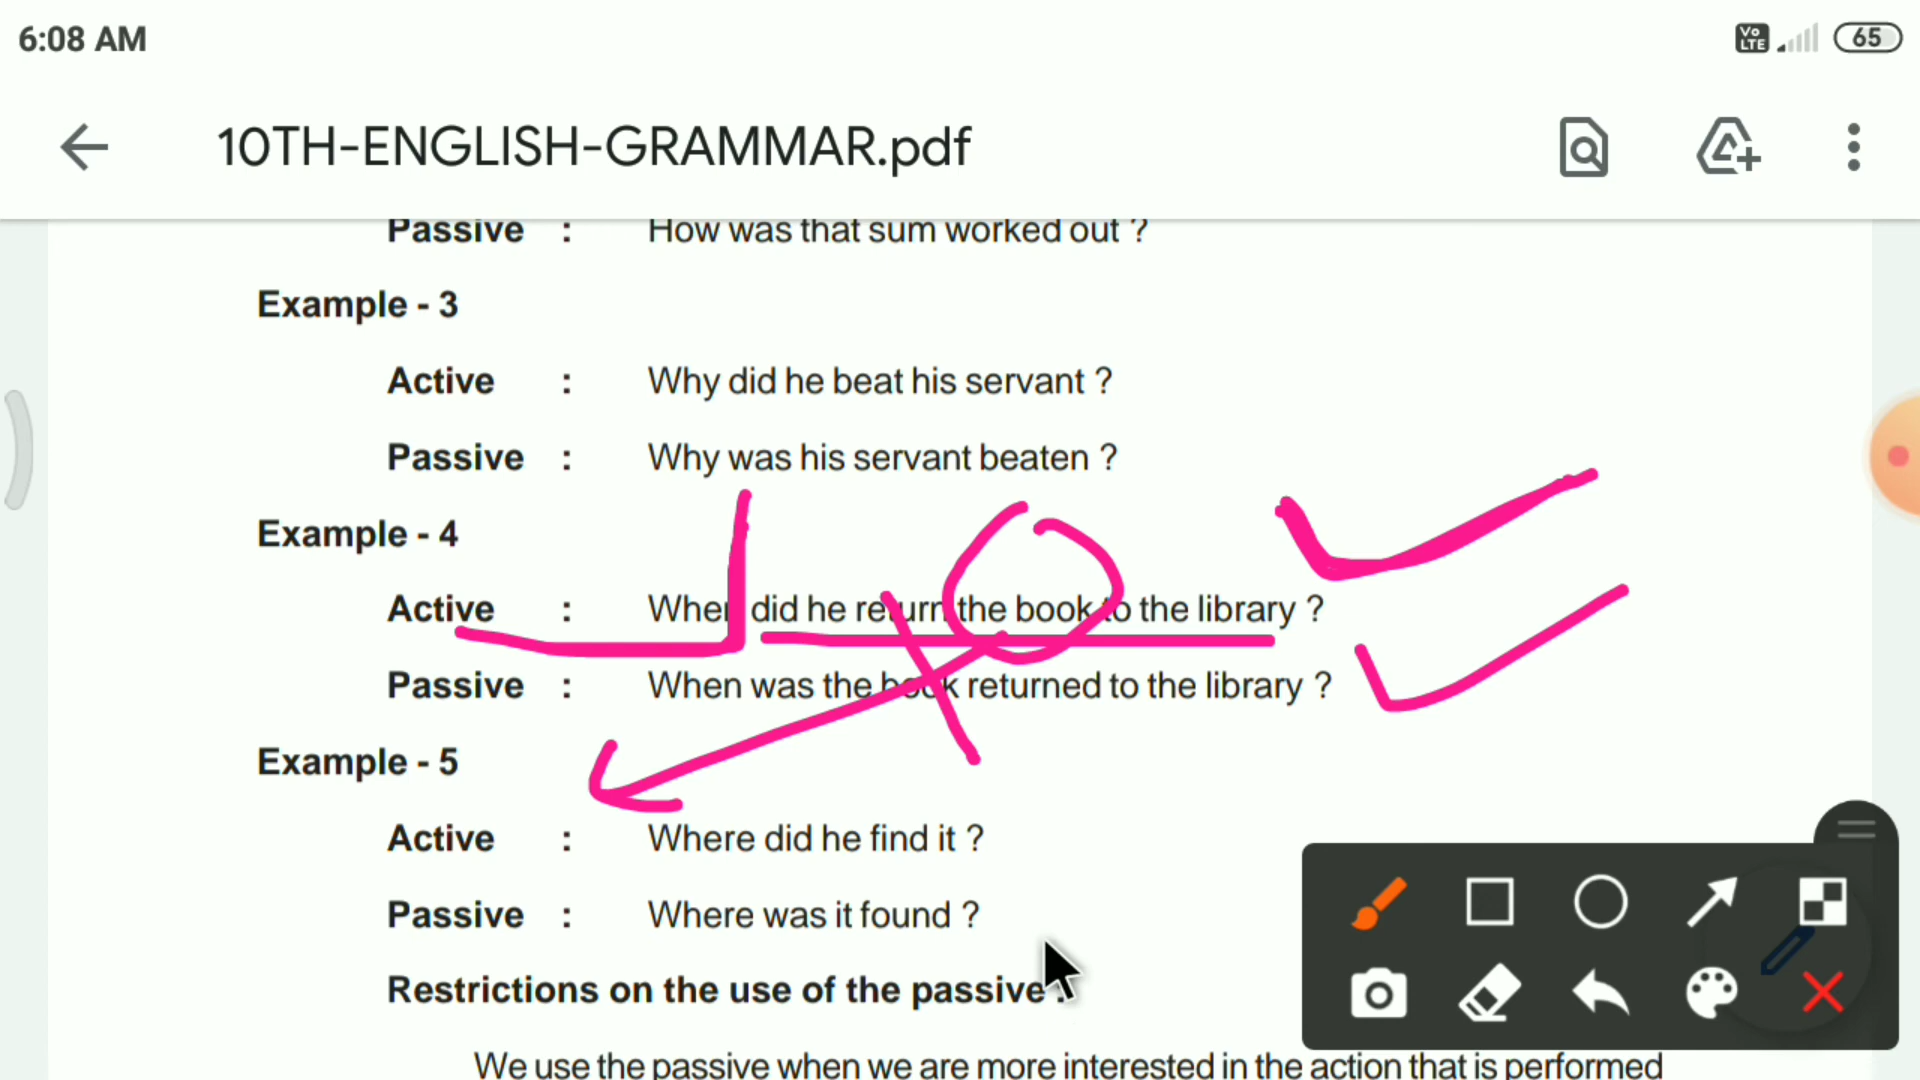 6:08 AM
Vo LTE
65
10TH-ENGLISH-GRAMMAR.pdf
Passive : How was that sum worked out ?
Example - 3
Active : Why did he beat his servant ?
Passive : Why was his servant beaten ?
Example - 4
Active : When did he return the book to the library ?
Passive : When was the book returned to the library ?
Example - 5
Active : Where did he find it ?
Passive : Where was it found ?
Restrictions on the use of the passive :
We use the passive when we are more interested in the action that is performed